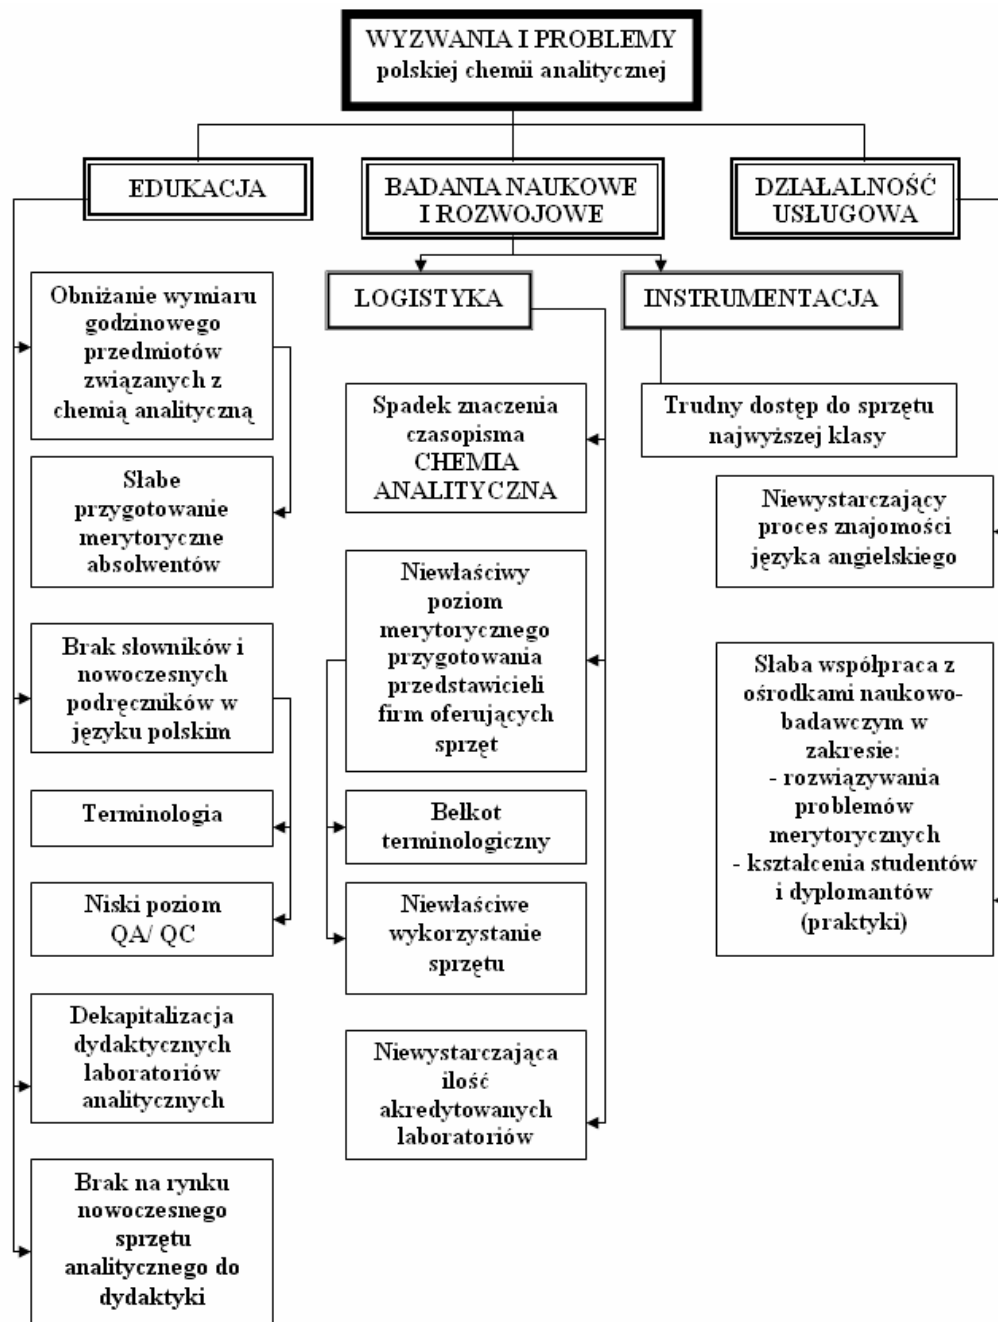 WYZWANIA I PROBLEMY
polskiej chemii analitycznej
EDUKACJA
BADANIA NAUKOWE
I ROZWOJOWE
DZIAŁALNOŚĆ
USŁUGOWA
LOGISTYKA
INSTRUMENTACJA
Obniżanie wymiaru
godzinowego
przedmiotów
związanych z
chemią analityczną
Słabe
przygotowanie
merytoryczne
absolwentów
Brak słowników i
nowoczesnych
podręczników w
języku polskim
Terminologia
Niski poziom
QA/ QC
Dekapitalizacja
dydaktycznych
laboratoriów
analitycznych
Brak na rynku
nowoczesnego
sprzętu
analitycznego do
dydaktyki
Spadek znaczenia
czasopisma
CHEMIA
ANALITYCZNA
Niewłaściwy
poziom
merytorycznego
przygotowania
przedstawicieli
firm oferujących
sprzęt
Bełkot
terminologiczny
Niewłaściwe
wykorzystanie
sprzętu
Niewystarczająca
ilość
akredytowanych
laboratoriów
Trudny dostęp do sprzętu
najwyższej klasy
Niewystarczający
proces znajomości
języka angielskiego
Słaba współpraca z
ośrodkami naukowo-
badawczym w
zakresie:
- rozwiązywania
problemów
merytorycznych
- kształcenia studentów
i dyplomantów
(praktyki)